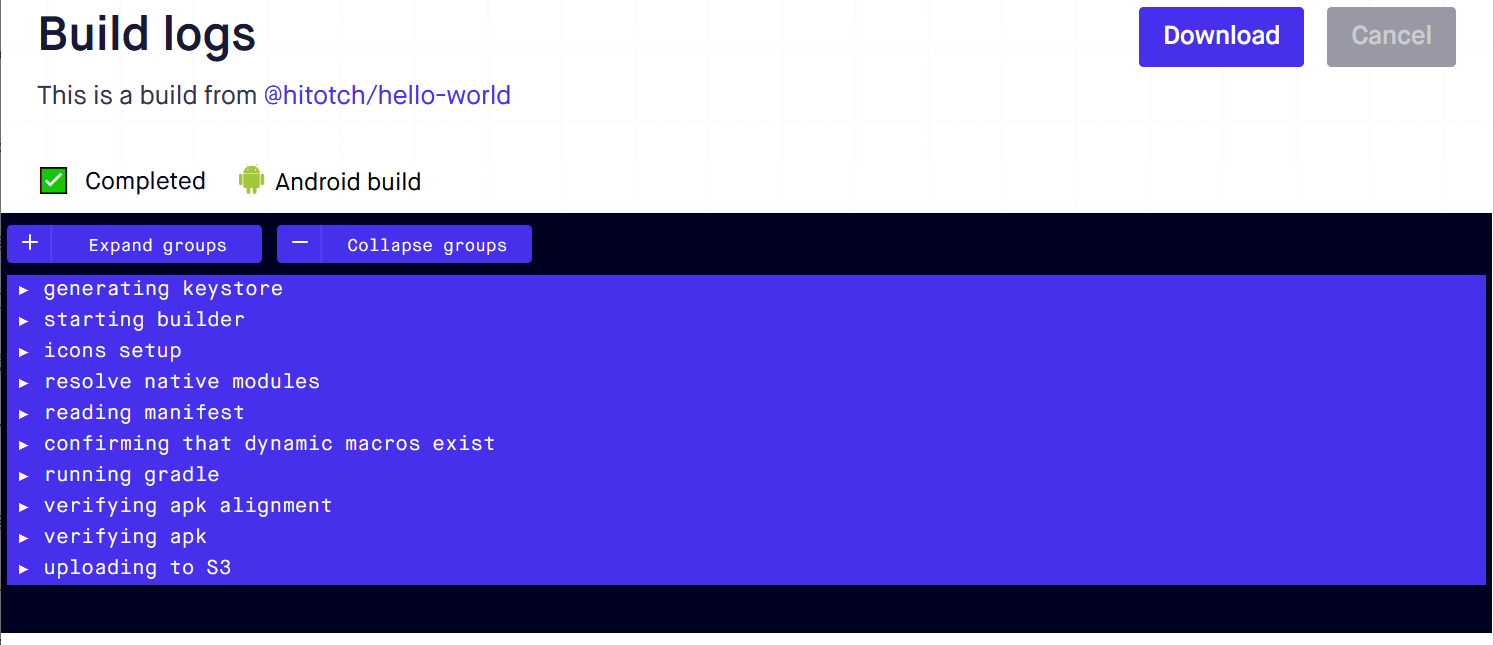 Build logs
Download
Cancel
This is a build from @hitotch/hello-world
Completed
Android build
+ Expand groups
− Collapse groups
▸ generating keystore
▸ starting builder
▸ icons setup
▸ resolve native modules
▸ reading manifest
▸ confirming that dynamic macros exist
▸ running gradle
▸ verifying apk alignment
▸ verifying apk
▸ uploading to S3